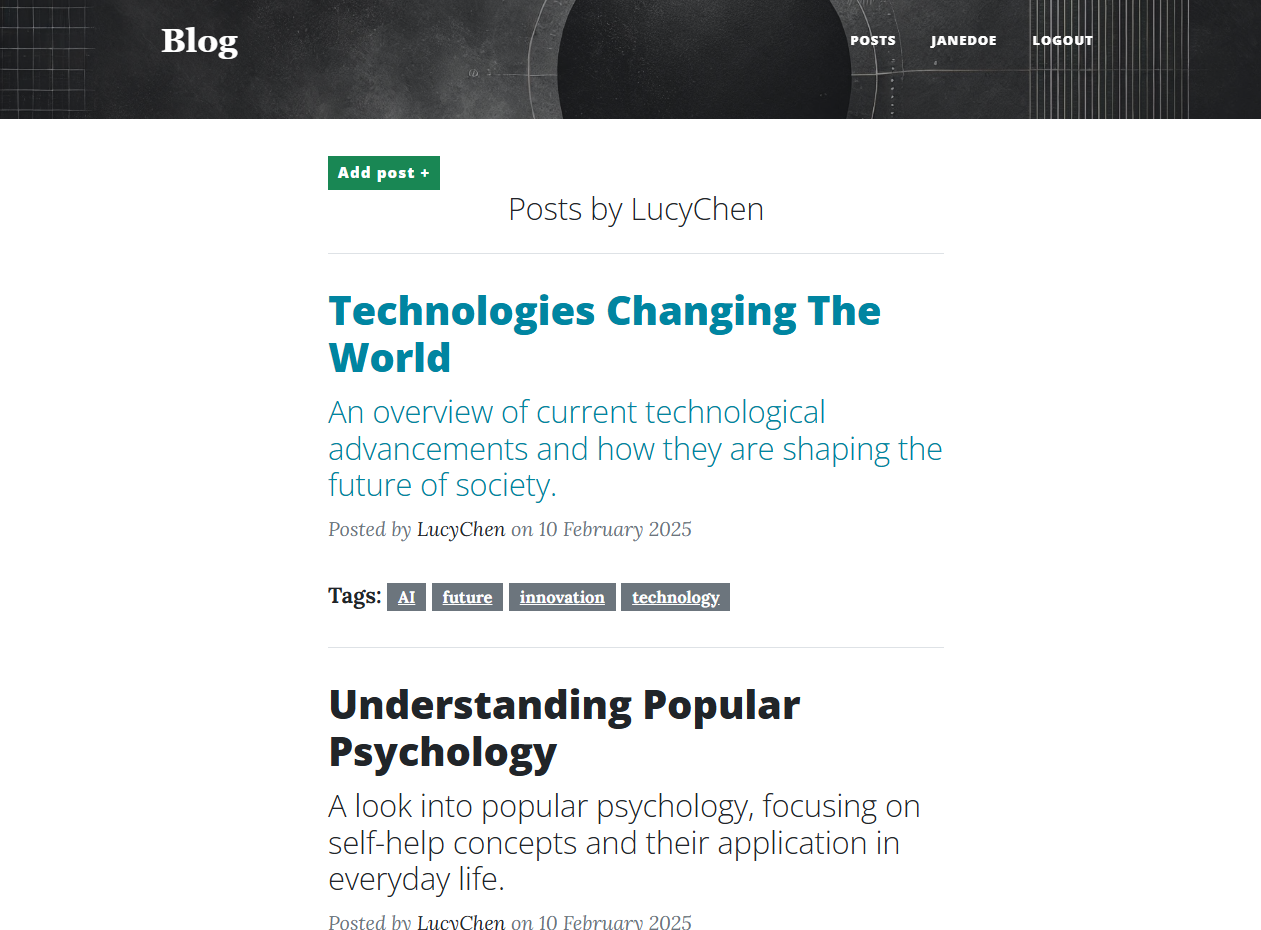 Blog
POSTS JANEDOE LOGOUT
Add post +
Posts by LucyChen
Technologies Changing The
World
An overview of current technological
advancements and how they are shaping the
future of society.
Posted by LucyChen on 10 February 2025
Tags: AI future innovation technology
Understanding Popular
Psychology
A look into popular psychology, focusing on
self-help concepts and their application in
everyday life.
Posted by LucyChen on 10 February 2025